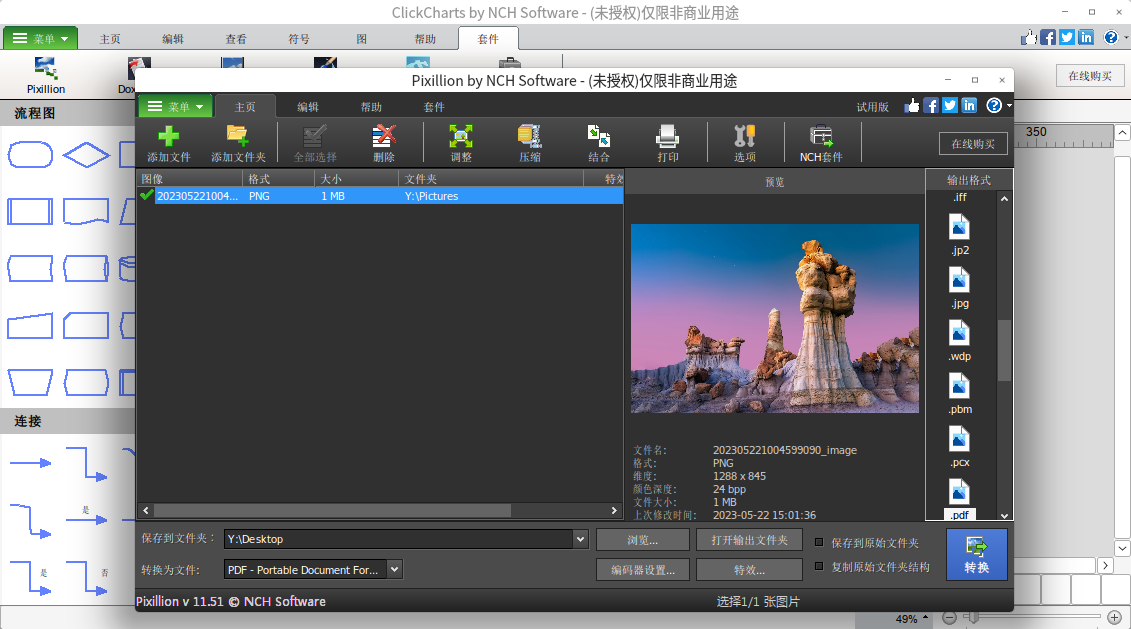 ClickCharts by NCH Software - (未授权)仅限非商业用途
菜单 主页 编辑 查看 符号 图 帮助 套件
Pixillion
在线购买
流程图
350
Pixillion by NCH Software - (未授权)仅限非商业用途
菜单 主页 编辑 帮助 套件 试用版
添加文件 添加文件夹 全部选择 删除 调整 压缩 结合 打印 选项 NCH套件 在线购买
图像 格式 大小 文件夹 特效
202305221004... PNG 1 MB Y:\Pictures
预览
文件名: 202305221004599090_image
格式: PNG
维度: 1288 x 845
颜色深度: 24 bpp
文件大小: 1 MB
上次修改时间: 2023-05-22 15:01:36
输出格式
.iff
.jp2
.jpg
.wdp
.pbm
.pcx
.pdf
保存到文件夹： Y:\Desktop 浏览... 打开输出文件夹 保存到原始文件夹
转换为文件: PDF - Portable Document For... 编码器设置... 特效... 复制原始文件夹结构
转换
Pixillion v 11.51 © NCH Software 选择1/1 张图片
连接
是
是 否
49%